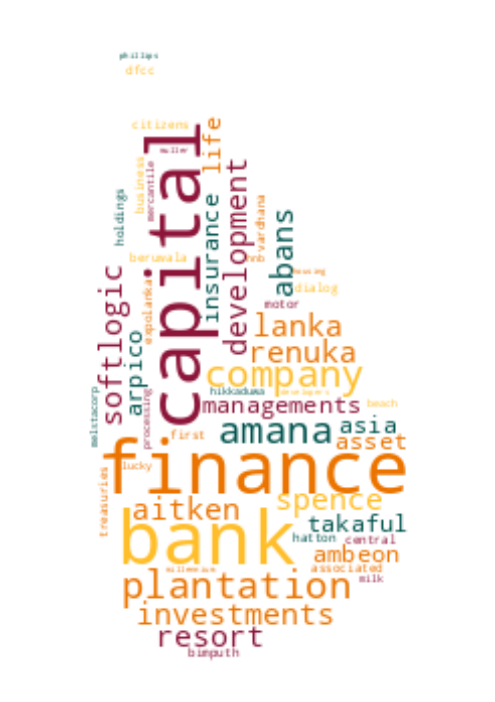 phillips
dfcc
citizens
capital
life
muller
business
mercantile
development
holdings
insurance
abans
beruwala
softlogic
expolanka
housing
dialog
motor
arpico
lanka
renuka
company
hikkaduwa
developers
melstacorp
processing
managements
beach
first
amana
asia
asset
finance
lucky
treasuries
aitken
spence
bank
takaful
hatton
central
ambeon
millennium
associated
plantation
milk
investments
resort
bimputh